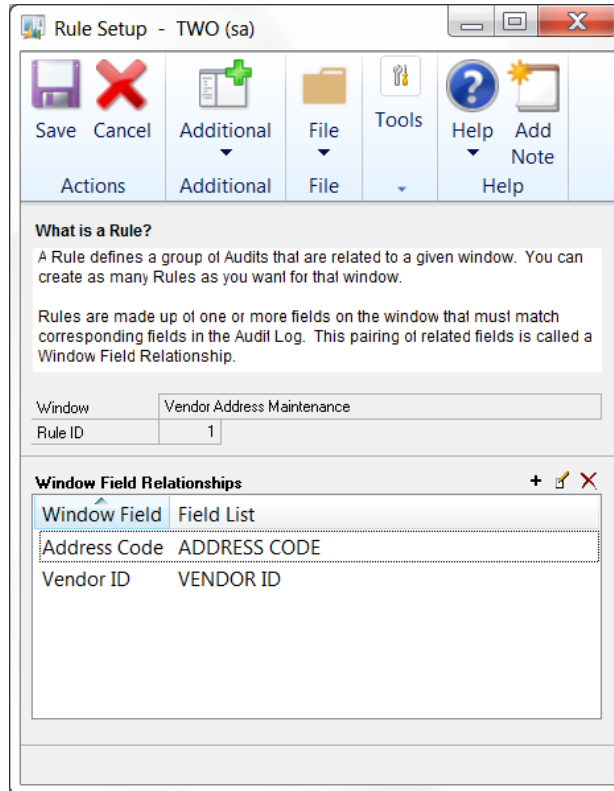 Rule Setup - TWO (sa)
Save Cancel Additional File Tools Help Add Note
Actions Additional File Help
What is a Rule?
A Rule defines a group of Audits that are related to a given window. You can
create as many Rules as you want for that window.
Rules are made up of one or more fields on the window that must match
corresponding fields in the Audit Log. This pairing of related fields is called a
Window Field Relationship.
Window Vendor Address Maintenance
Rule ID 1
Window Field Relationships
Window Field Field List
Address Code ADDRESS CODE
Vendor ID VENDOR ID